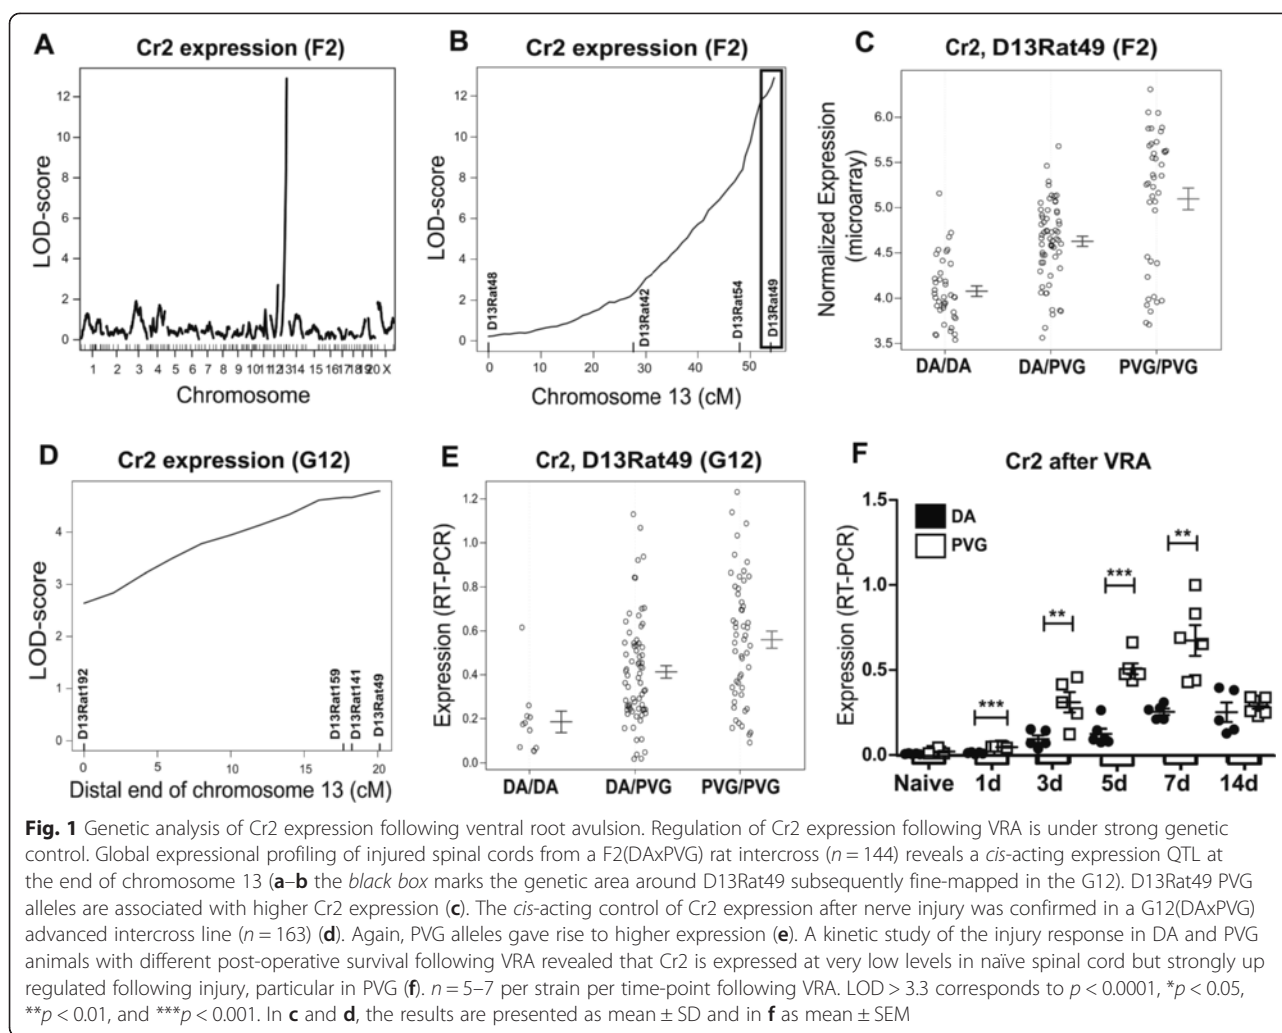 A
Cr2 expression (F2)
LOD-score
12
10
8
6
4
2
0
1 2 3 4 5 6 7 8 9 10 11 12 13 14 15 16 17 18 19 20 X
Chromosome
B
Cr2 expression (F2)
LOD-score
12
10
8
6
4
2
0
D13Rat48
D13Rat42
D13Rat54
D13Rat49
0 10 20 30 40 50
Chromosome 13 (cM)
C
Cr2, D13Rat49 (F2)
Normalized Expression
(microarray)
6.0
5.5
5.0
4.5
4.0
3.5
DA/DA DA/PVG PVG/PVG
D
Cr2 expression (G12)
LOD-score
4
3
2
1
0
D13Rat192
D13Rat159
D13Rat141
D13Rat49
0 5 10 15 20
Distal end of chromosome 13 (cM)
E
Cr2, D13Rat49 (G12)
Expression (RT-PCR)
1.2
1.0
0.8
0.6
0.4
0.2
0.0
DA/DA DA/PVG PVG/PVG
F
Cr2 after VRA
Expression (RT-PCR)
1.5
1.0
0.5
0.0
DA
PVG
***
**
***
**
Naive 1d 3d 5d 7d 14d
Fig. 1 Genetic analysis of Cr2 expression following ventral root avulsion. Regulation of Cr2 expression following VRA is under strong genetic
control. Global expressional profiling of injured spinal cords from a F2(DAxPVG) rat intercross (n = 144) reveals a cis-acting expression QTL at
the end of chromosome 13 (a–b the black box marks the genetic area around D13Rat49 subsequently fine-mapped in the G12). D13Rat49 PVG
alleles are associated with higher Cr2 expression (c). The cis-acting control of Cr2 expression after nerve injury was confirmed in a G12(DAxPVG)
advanced intercross line (n = 163) (d). Again, PVG alleles gave rise to higher expression (e). A kinetic study of the injury response in DA and PVG
animals with different post-operative survival following VRA revealed that Cr2 is expressed at very low levels in naïve spinal cord but strongly up
regulated following injury, particular in PVG (f). n = 5–7 per strain per time-point following VRA. LOD > 3.3 corresponds to p < 0.0001, *p < 0.05,
**p < 0.01, and ***p < 0.001. In c and d, the results are presented as mean ± SD and in f as mean ± SEM